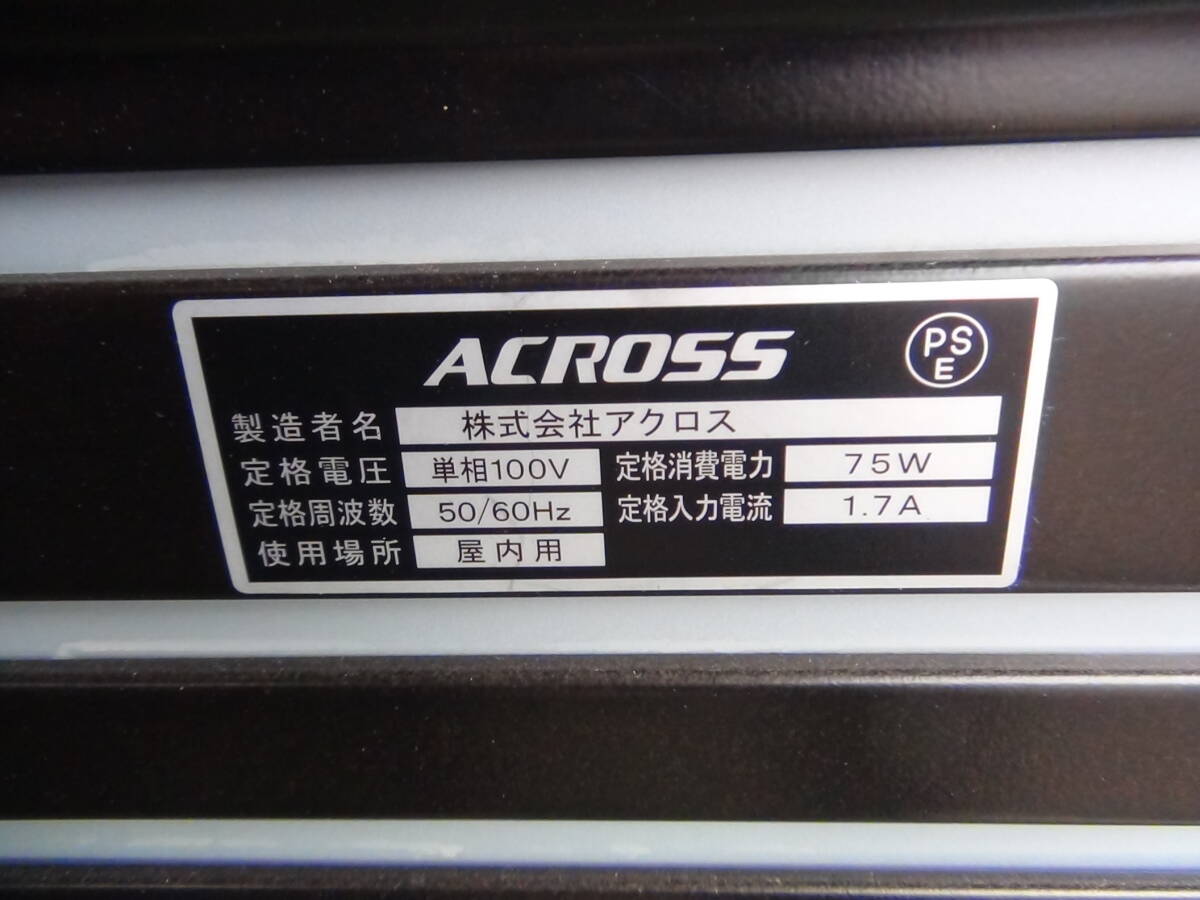 ACROSS
PS
E
製造者名 株式会社アクロス
定格電圧 単相100V 定格消費電力 75W
定格周波数 50/60Hz 定格入力電流 1.7A
使用場所 屋内用